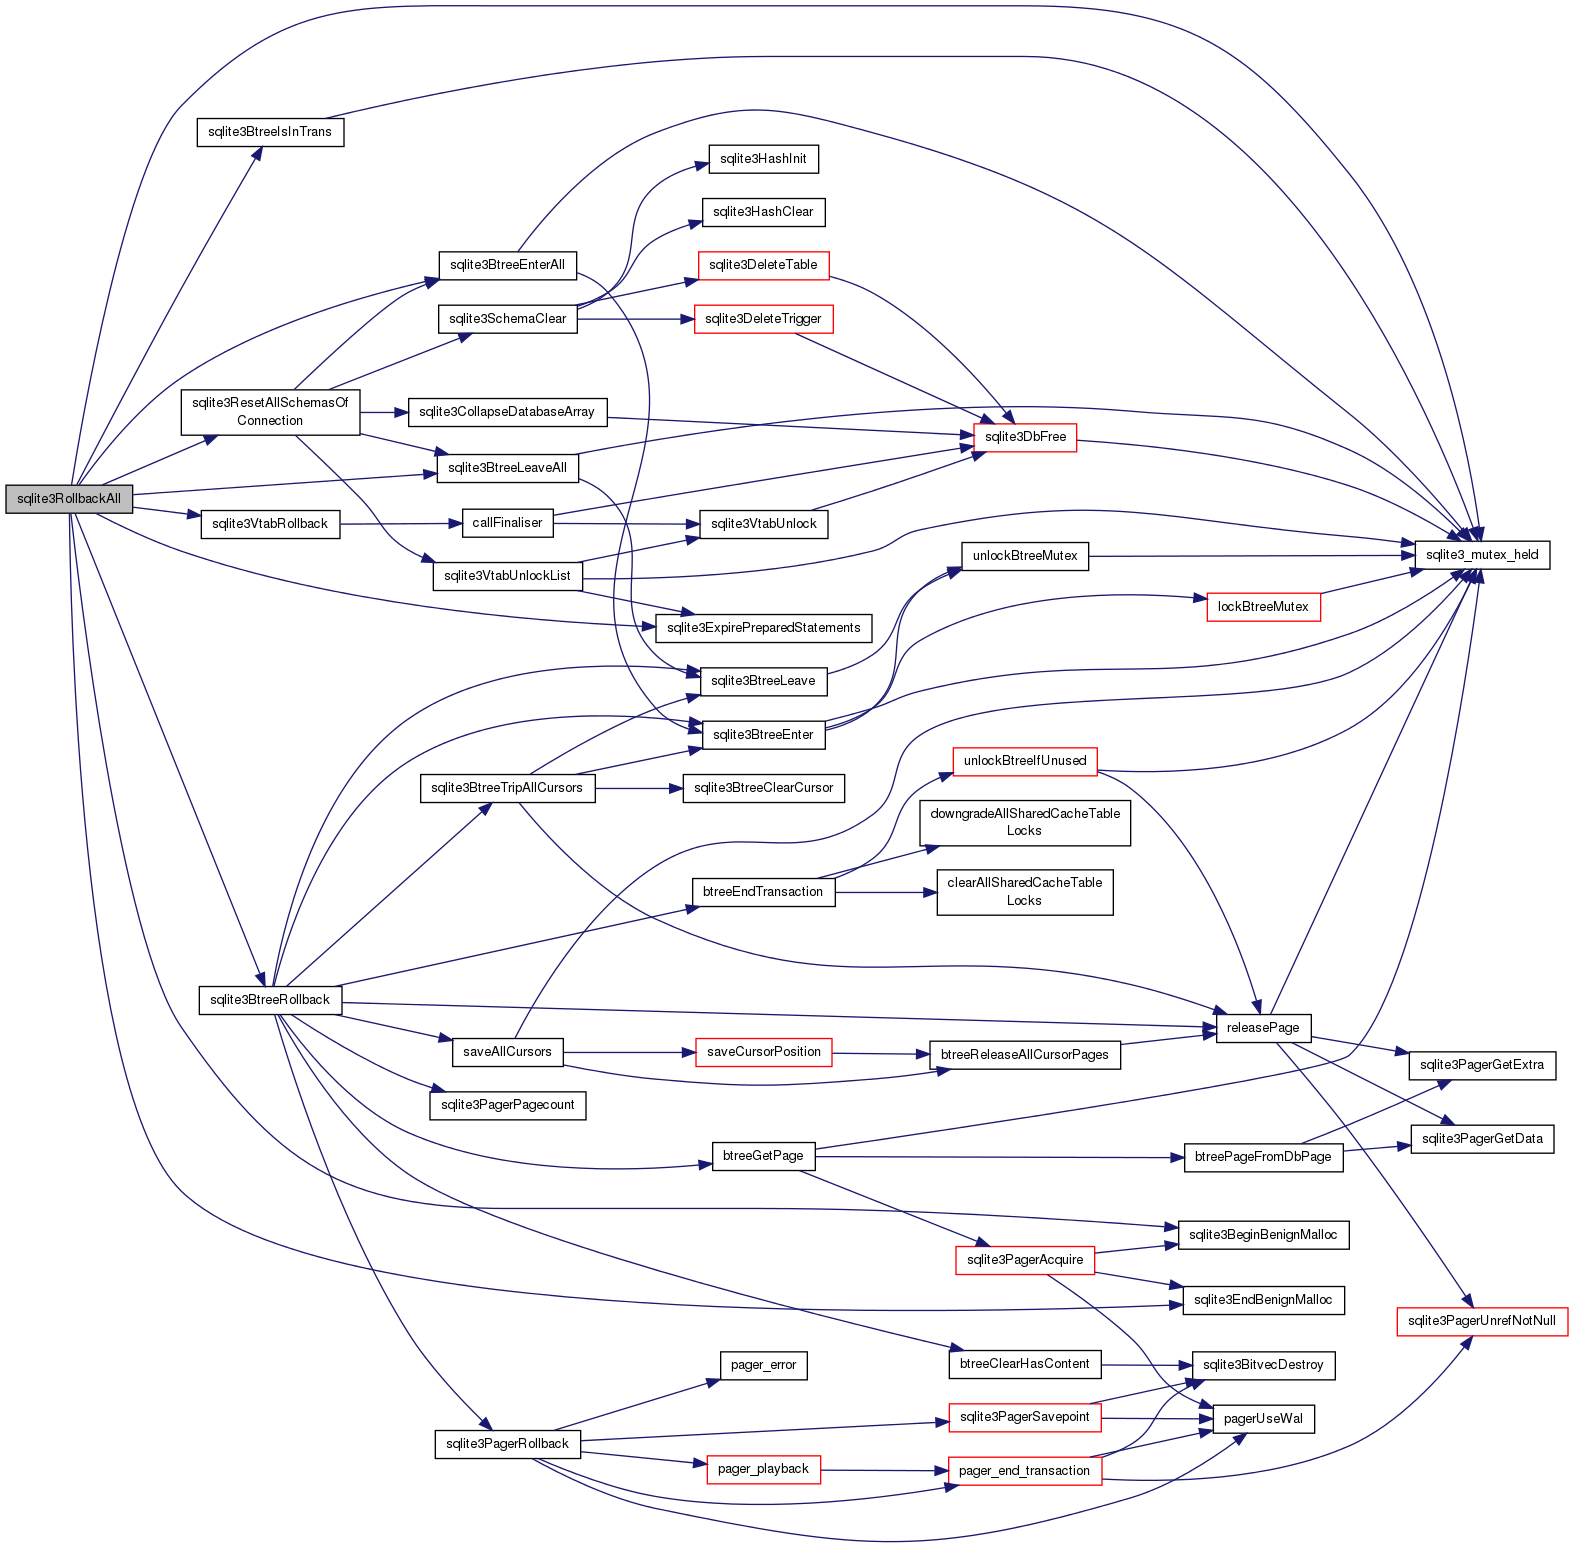 sqlite3RollbackAll
sqlite3BtreeIsInTrans
sqlite3ResetAllSchemasOf
Connection
sqlite3VtabRollback
sqlite3BtreeRollback
sqlite3BtreeEnterAll
sqlite3SchemaClear
sqlite3CollapseDatabaseArray
sqlite3BtreeLeaveAll
callFinaliser
sqlite3VtabUnlockList
sqlite3BtreeTripAllCursors
saveAllCursors
sqlite3PagerPagecount
sqlite3PagerRollback
sqlite3HashInit
sqlite3HashClear
sqlite3DeleteTable
sqlite3DeleteTrigger
sqlite3VtabUnlock
sqlite3ExpirePreparedStatements
sqlite3BtreeLeave
sqlite3BtreeEnter
sqlite3BtreeClearCursor
btreeEndTransaction
saveCursorPosition
btreeGetPage
pager_error
pager_playback
sqlite3DbFree
unlockBtreeMutex
unlockBtreeIfUnused
downgradeAllSharedCacheTable
Locks
clearAllSharedCacheTable
Locks
btreeReleaseAllCursorPages
sqlite3PagerAcquire
btreeClearHasContent
sqlite3PagerSavepoint
pager_end_transaction
lockBtreeMutex
releasePage
btreePageFromDbPage
sqlite3BeginBenignMalloc
sqlite3EndBenignMalloc
sqlite3BitvecDestroy
pagerUseWal
sqlite3_mutex_held
sqlite3PagerGetExtra
sqlite3PagerGetData
sqlite3PagerUnrefNotNull